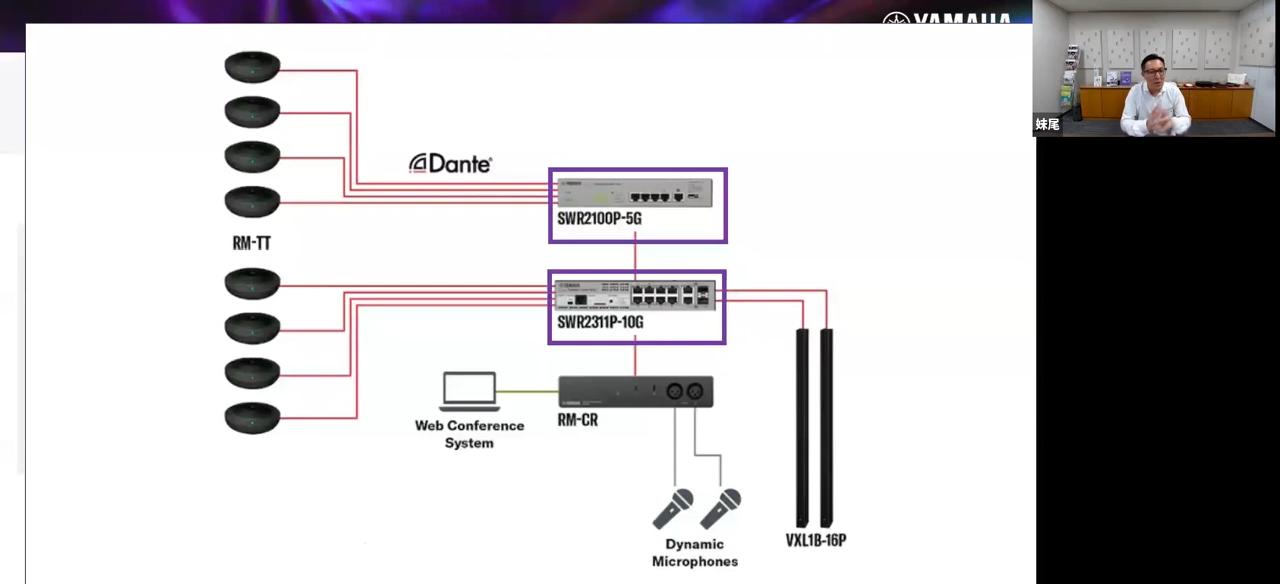 YAMAHA
妹尾
Dante
SWR2100P-5G
RM-TT
SWR2311P-10G
Web Conference
System
RM-CR
Dynamic
Microphones
VXL1B-16P